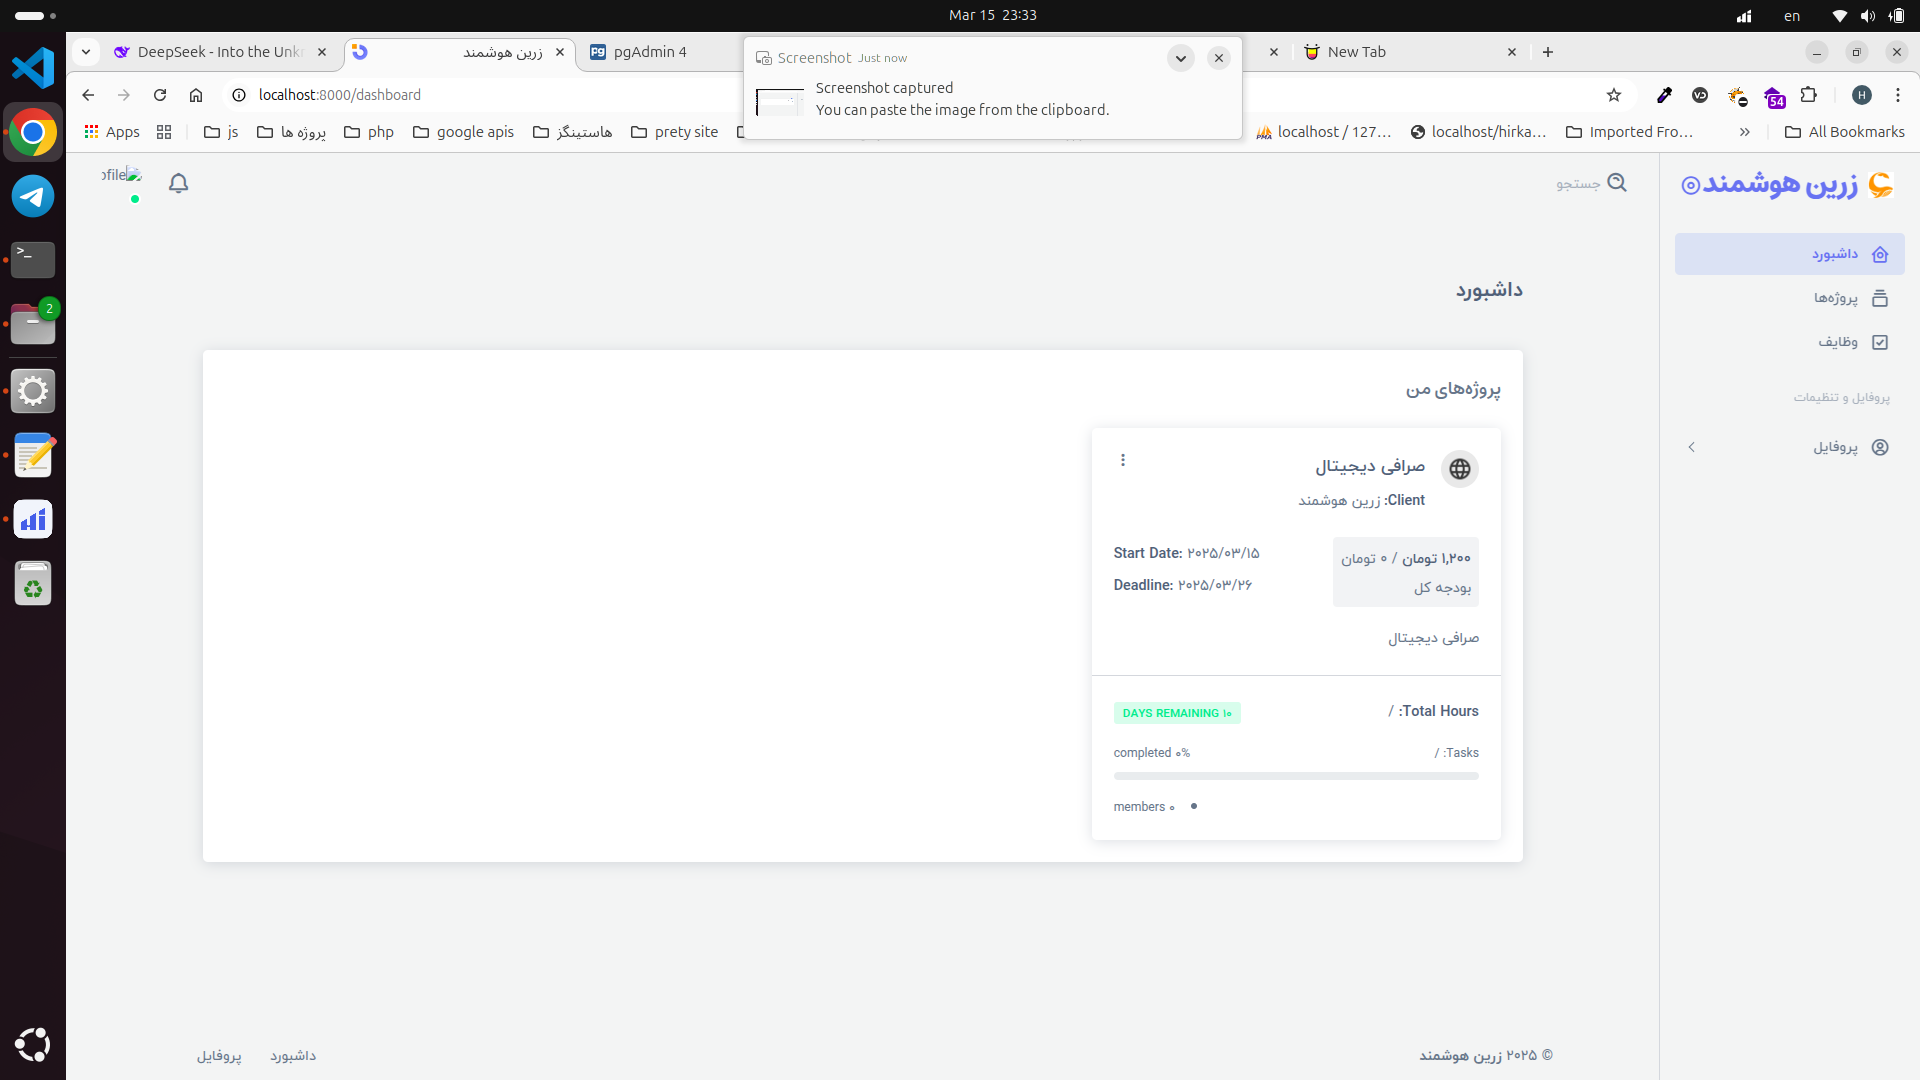 Mar 15 23:33
en
DeepSeek - Into the Unkn
زرین هوشمند
pgAdmin 4
New Tab
Screenshot Just now
Screenshot captured
You can paste the image from the clipboard.
localhost:8000/dashboard
54
H
Apps
js
پروژه ها
php
google apis
هاستینگز
prety site
localhost / 127...
localhost/hirka...
Imported Fro...
All Bookmarks
2
زرین هوشمند
جستجو
ofile
داشبورد
پروژه‌ها
وظایف
پروفایل و تنظیمات
پروفایل
داشبورد
پروژه‌های من
صرافی دیجیتال
Client: زرین هوشمند
۱,۲۰۰ تومان / ۰ تومان
بودجه کل
Start Date: ۲۰۲۵/۰۳/۱۵
Deadline: ۲۰۲۵/۰۳/۲۶
صرافی دیجیتال
Total Hours: /
DAYS REMAINING ۱۰
Tasks: /
completed ۰%
members ۰
© ۲۰۲۵ زرین هوشمند
داشبورد
پروفایل